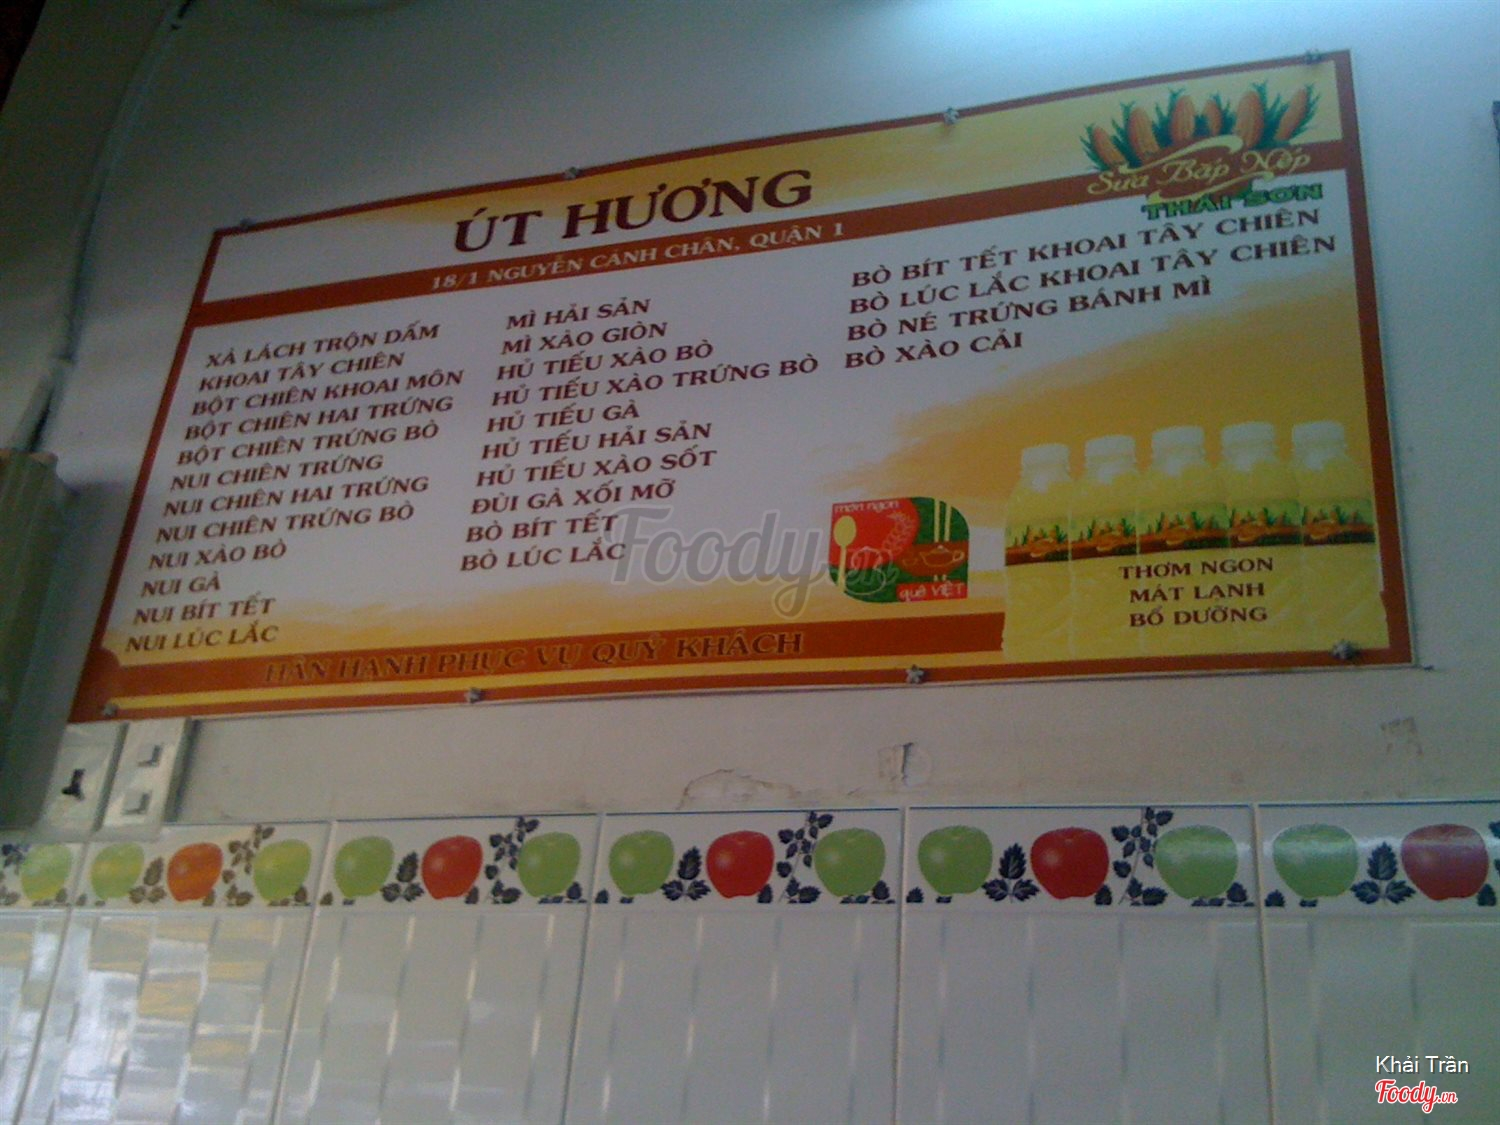 ÚT HƯƠNG
18/1 NGUYỄN CẢNH CHÂN, QUẬN 1
Sữa Bắp Nếp
THÁI SƠN
XÀ LÁCH TRỘN DẤM
KHOAI TÂY CHIÊN
BỘT CHIÊN KHOAI MÔN
BỘT CHIÊN HAI TRỨNG
BỘT CHIÊN TRỨNG BÒ
NUI CHIÊN TRỨNG
NUI CHIÊN HAI TRỨNG
NUI CHIÊN TRỨNG BÒ
NUI XÀO BÒ
NUI GÀ
NUI BÍT TẾT
NUI LÚC LẮC
MÌ HẢI SẢN
MÌ XÀO GIÒN
HỦ TIẾU XÀO BÒ
HỦ TIẾU XÀO TRỨNG BÒ
HỦ TIẾU GÀ
HỦ TIẾU HẢI SẢN
HỦ TIẾU XÀO SỐT
ĐÙI GÀ XỐI MỠ
BÒ BÍT TẾT
BÒ LÚC LẮC
BÒ BÍT TẾT KHOAI TÂY CHIÊN
BÒ LÚC LẮC KHOAI TÂY CHIÊN
BÒ NÉ TRỨNG BÁNH MÌ
BÒ XÀO CẢI
món ngon
quê VIỆT
THƠM NGON
MÁT LẠNH
BỔ DƯỠNG
HÂN HẠNH PHỤC VỤ QUÝ KHÁCH
Foody.vn
Khải Trần
Foody.vn